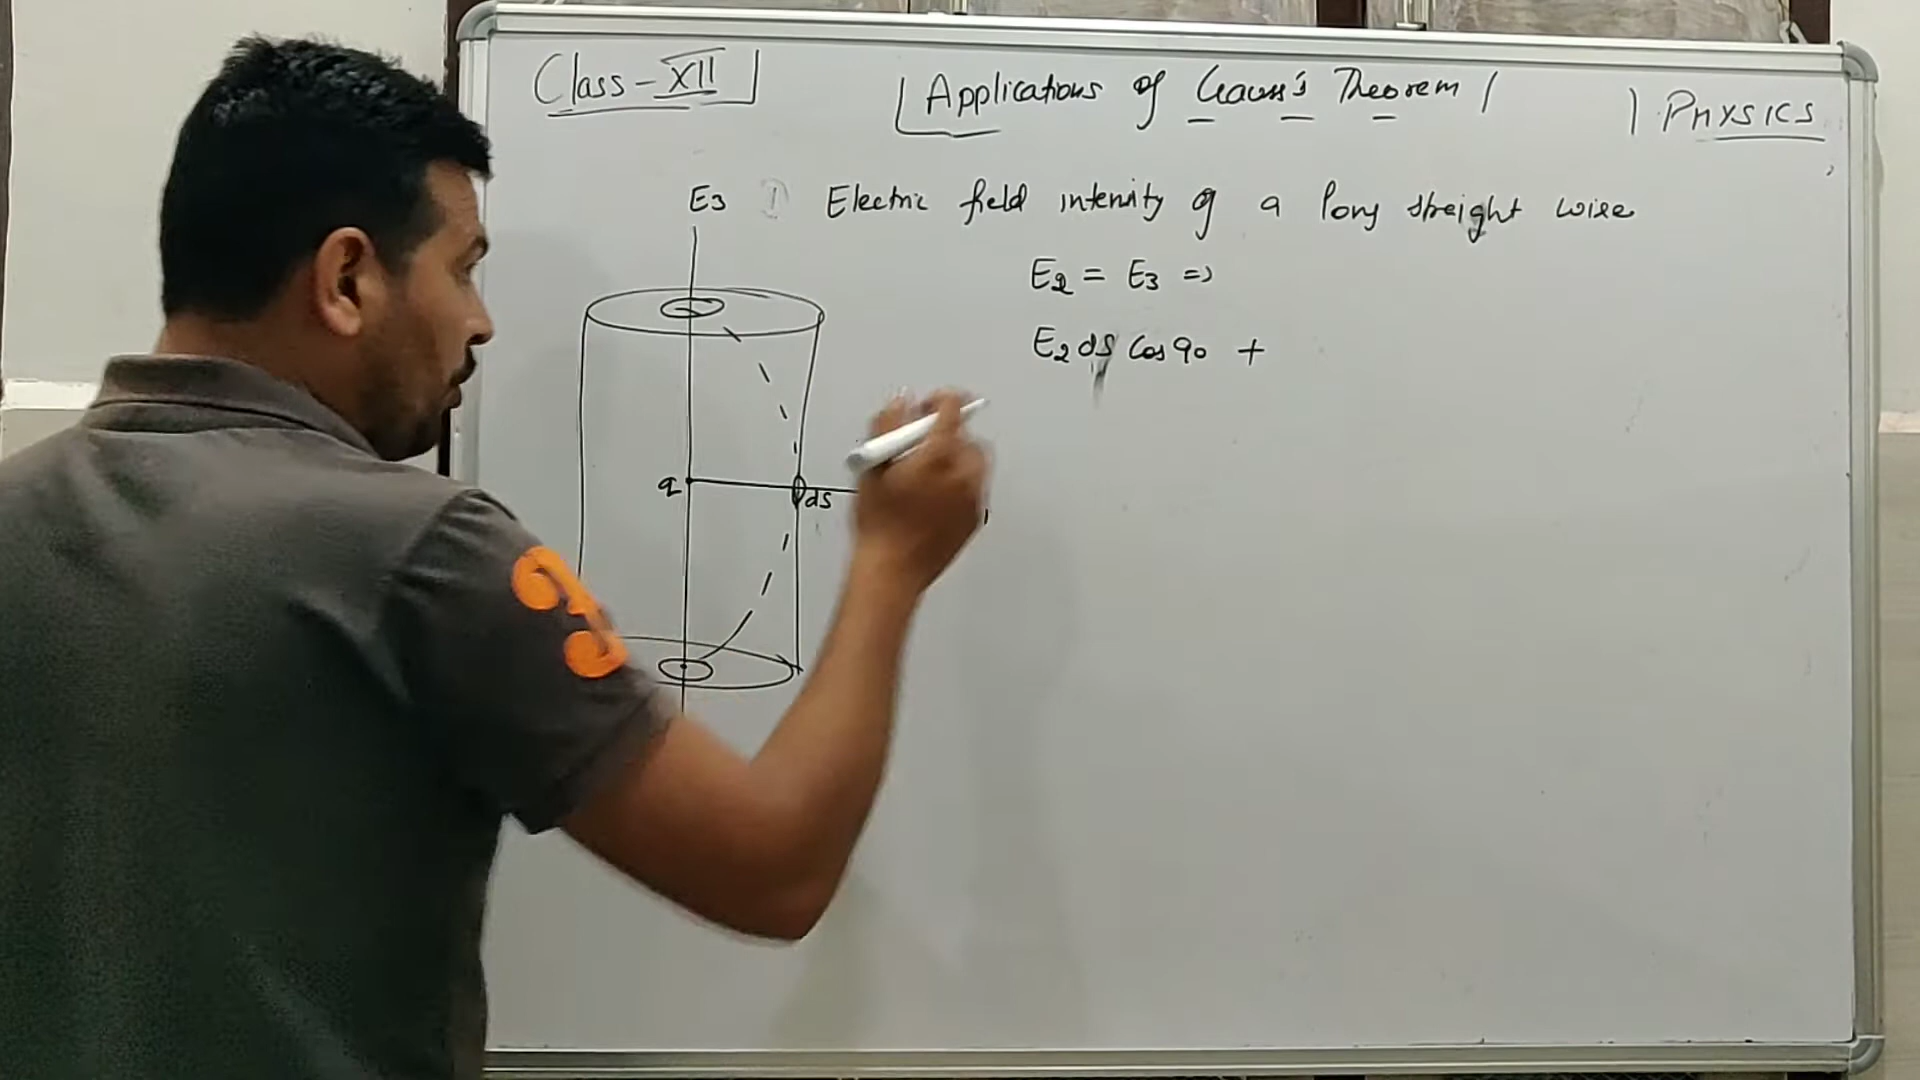 Class - XII
Applications of Gauss's Theorem
PHYSICS
E3 1 Electric field intensity of a long straight wire
E2 = E3 =>
E2 ds cos 90 +
q
ds